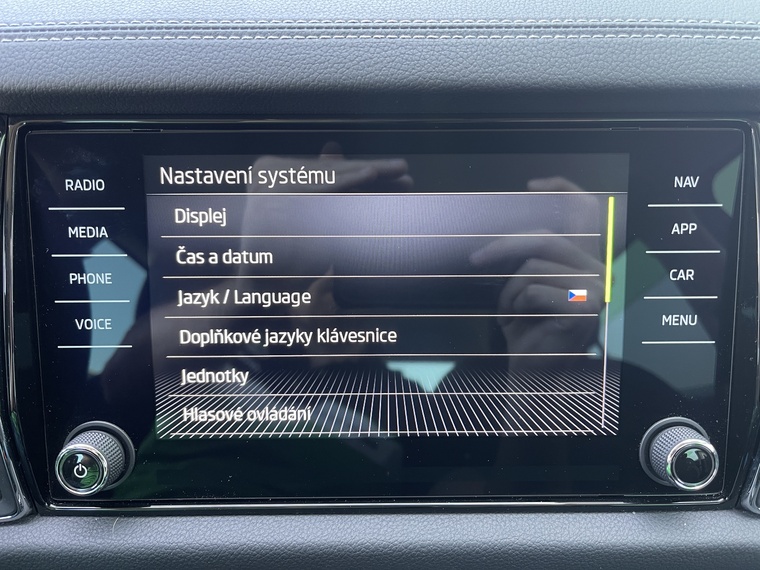 Nastavení systému
Displej
Čas a datum
Jazyk / Language
Doplňkové jazyky klávesnice
Jednotky
Hlasové ovládání
RADIO
MEDIA
PHONE
VOICE
NAV
APP
CAR
MENU